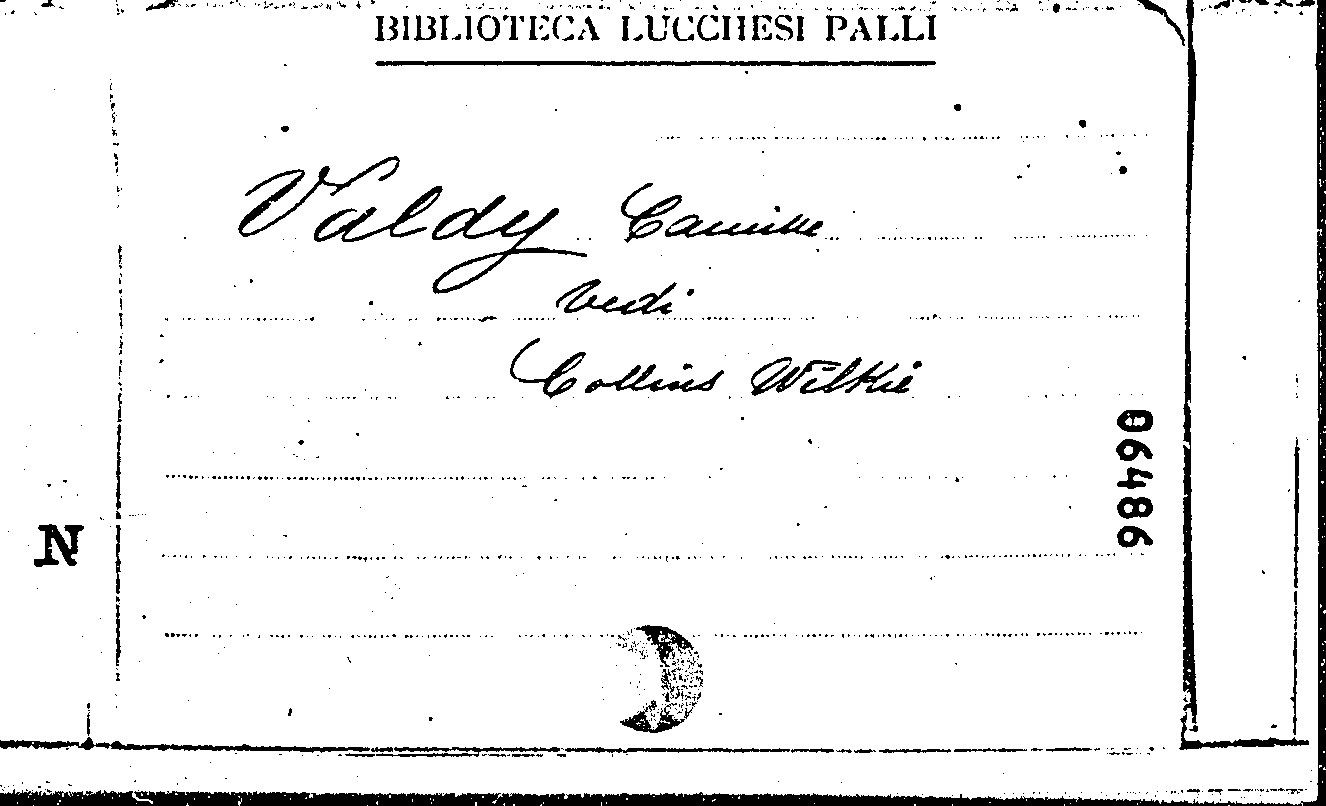 BIBLIOTECA LUCCHESI PALLI
Valdy Camille
Vedi
Collins Wilkie
06486
N